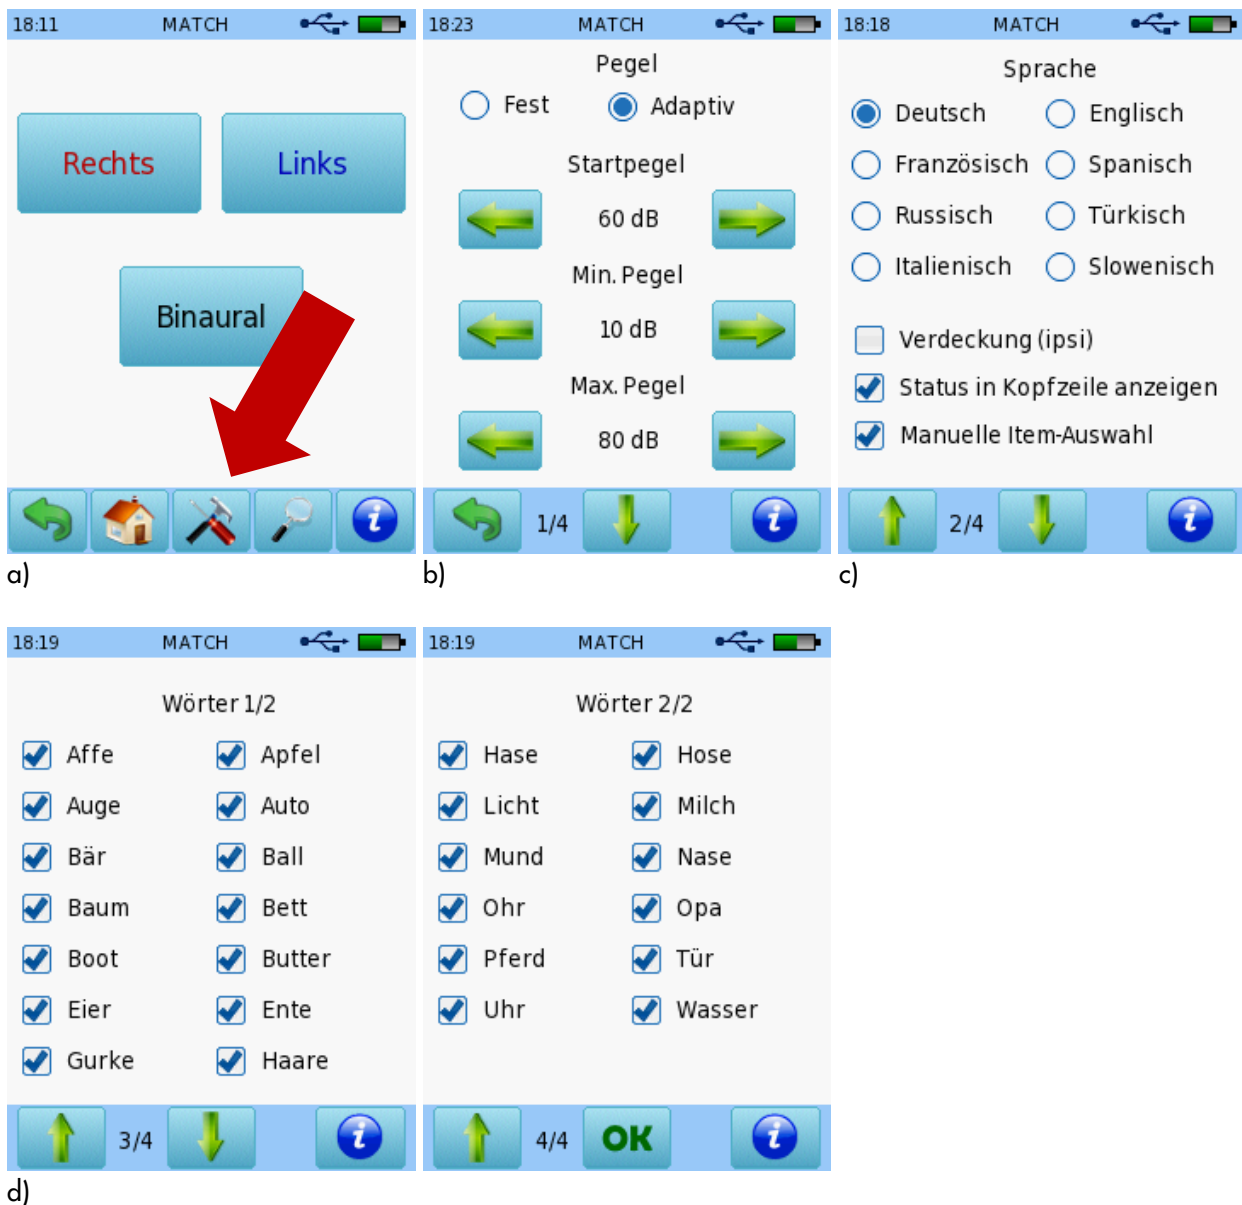 18:11 MATCH
Rechts Links
Binaural
a)
18:23 MATCH
Pegel
Fest Adaptiv
Startpegel
60 dB
Min. Pegel
10 dB
Max. Pegel
80 dB
1/4
b)
18:18 MATCH
Sprache
Deutsch Englisch
Französisch Spanisch
Russisch Türkisch
Italienisch Slowenisch
Verdeckung (ipsi)
Status in Kopfzeile anzeigen
Manuelle Item-Auswahl
2/4
c)
18:19 MATCH
Wörter 1/2
Affe Apfel
Auge Auto
Bär Ball
Baum Bett
Boot Butter
Eier Ente
Gurke Haare
3/4
18:19 MATCH
Wörter 2/2
Hase Hose
Licht Milch
Mund Nase
Ohr Opa
Pferd Tür
Uhr Wasser
4/4 OK
d)